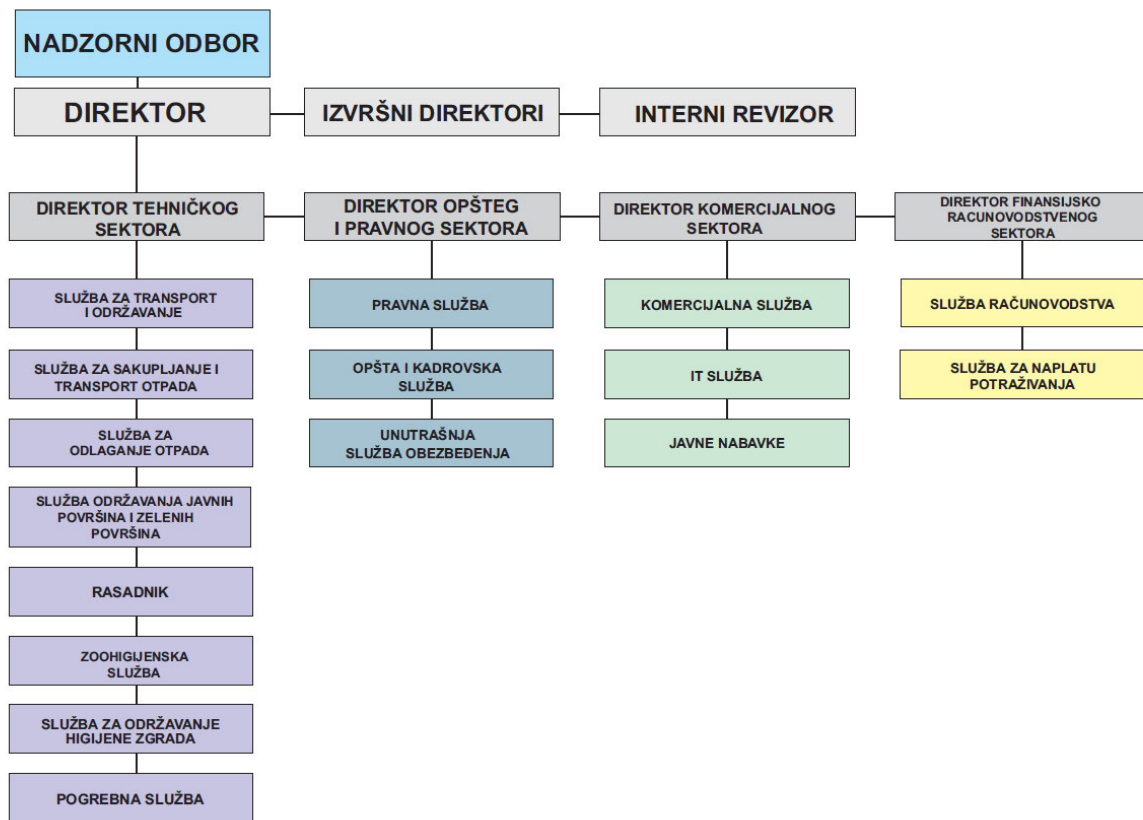 NADZORNI ODBOR
DIREKTOR
IZVRŠNI DIREKTORI
INTERNI REVIZOR
DIREKTOR TEHNIČKOG
SEKTORA
DIREKTOR OPŠTEG
I PRAVNOG SEKTORA
DIREKTOR KOMERCIJALNOG
SEKTORA
DIREKTOR FINANSIJSKO
RACUNOVODSTVENOG
SEKTORA
SLUŽBA ZA TRANSPORT
I ODRŽAVANJE
SLUŽBA ZA SAKUPLJANJE I
TRANSPORT OTPADA
SLUŽBA ZA
ODLAGANJE OTPADA
SLUŽBA ODRŽAVANJA JAVNIH
POVRŠINA I ZELENIH
POVRŠINA
RASADNIK
ZOOHIGIJENSKA
SLUŽBA
SLUŽBA ZA ODRŽAVANJE
HIGIJENE ZGRADA
POGREBNA SLUŽBA
PRAVNA SLUŽBA
OPŠTA I KADROVSKA
SLUŽBA
UNUTRAŠNJA
SLUŽBA OBEZBEĐENJA
KOMERCIJALNA SLUŽBA
IT SLUŽBA
JAVNE NABAVKE
SLUŽBA RAČUNOVODSTVA
SLUŽBA ZA NAPLATU
POTRAŽIVANJA